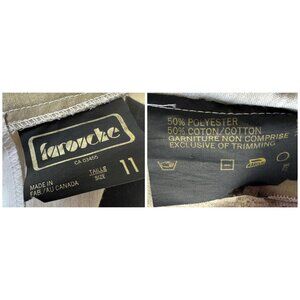 farouche
CA 03455
TAILLE
SIZE
11
MADE IN
FAB./AU CANADA
50% POLYESTER
50% COTON/COTTON
GARNITURE NON COMPRISE
EXCLUSIVE OF TRIMMING